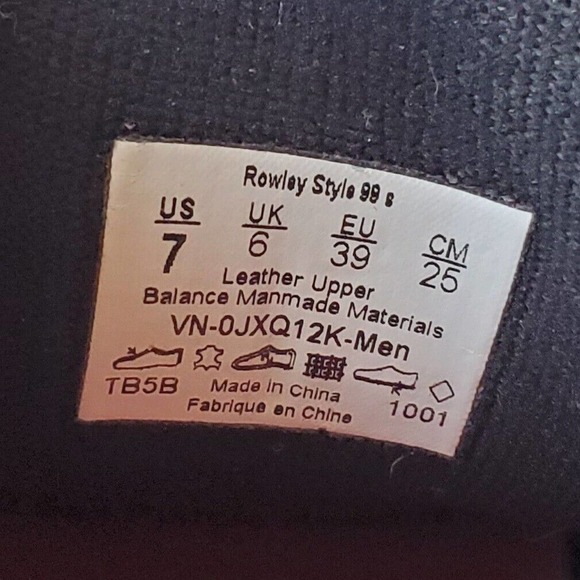 Rowley Style 99 s
US UK EU CM
7 6 39 25
Leather Upper
Balance Manmade Materials
VN-0JXQ12K-Men
TB5B Made in China 1001
Fabrique en Chine